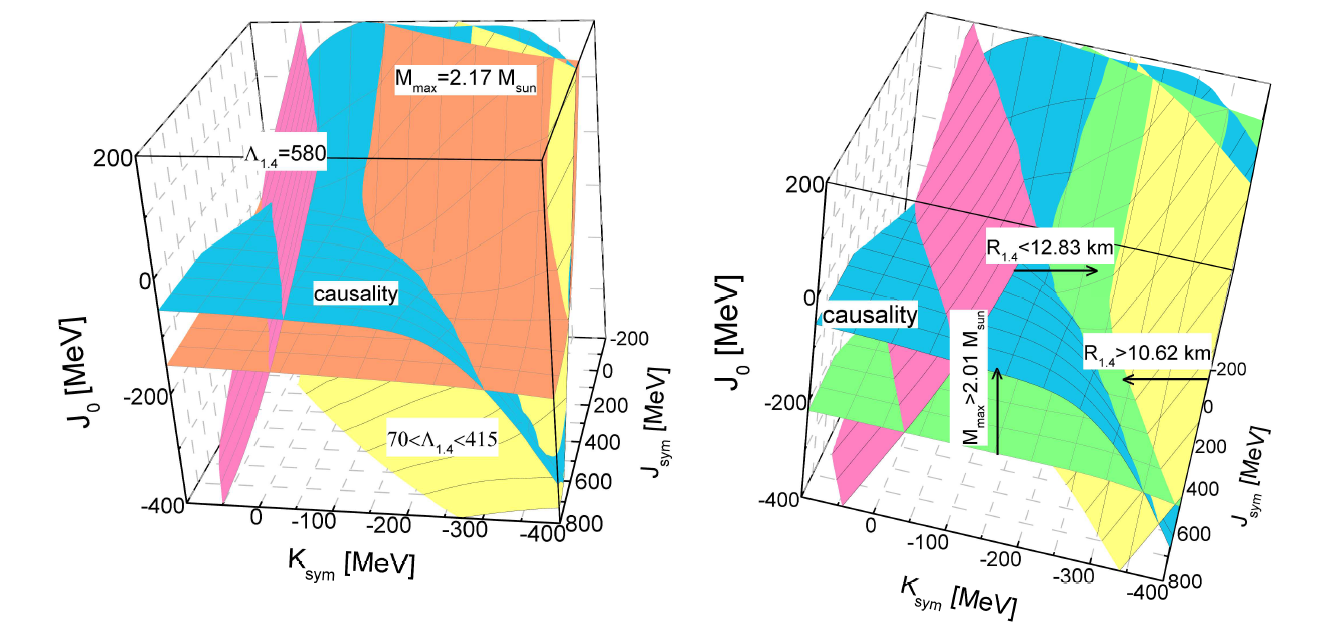 M_max=2.17 M_sun
Λ_1.4=580
causality
70<Λ_1.4<415
200
0
-200
-400
J_0 [MeV]
0
-100
-200
-300
-400
K_sym [MeV]
-200
0
200
400
600
800
J_sym [MeV]
R_1.4<12.83 km
causality
M_max>2.01 M_sun
R_1.4>10.62 km
200
0
-200
-400
J_0 [MeV]
0
-100
-200
-300
-400
K_sym [MeV]
-200
0
200
400
600
800
J_sym [MeV]